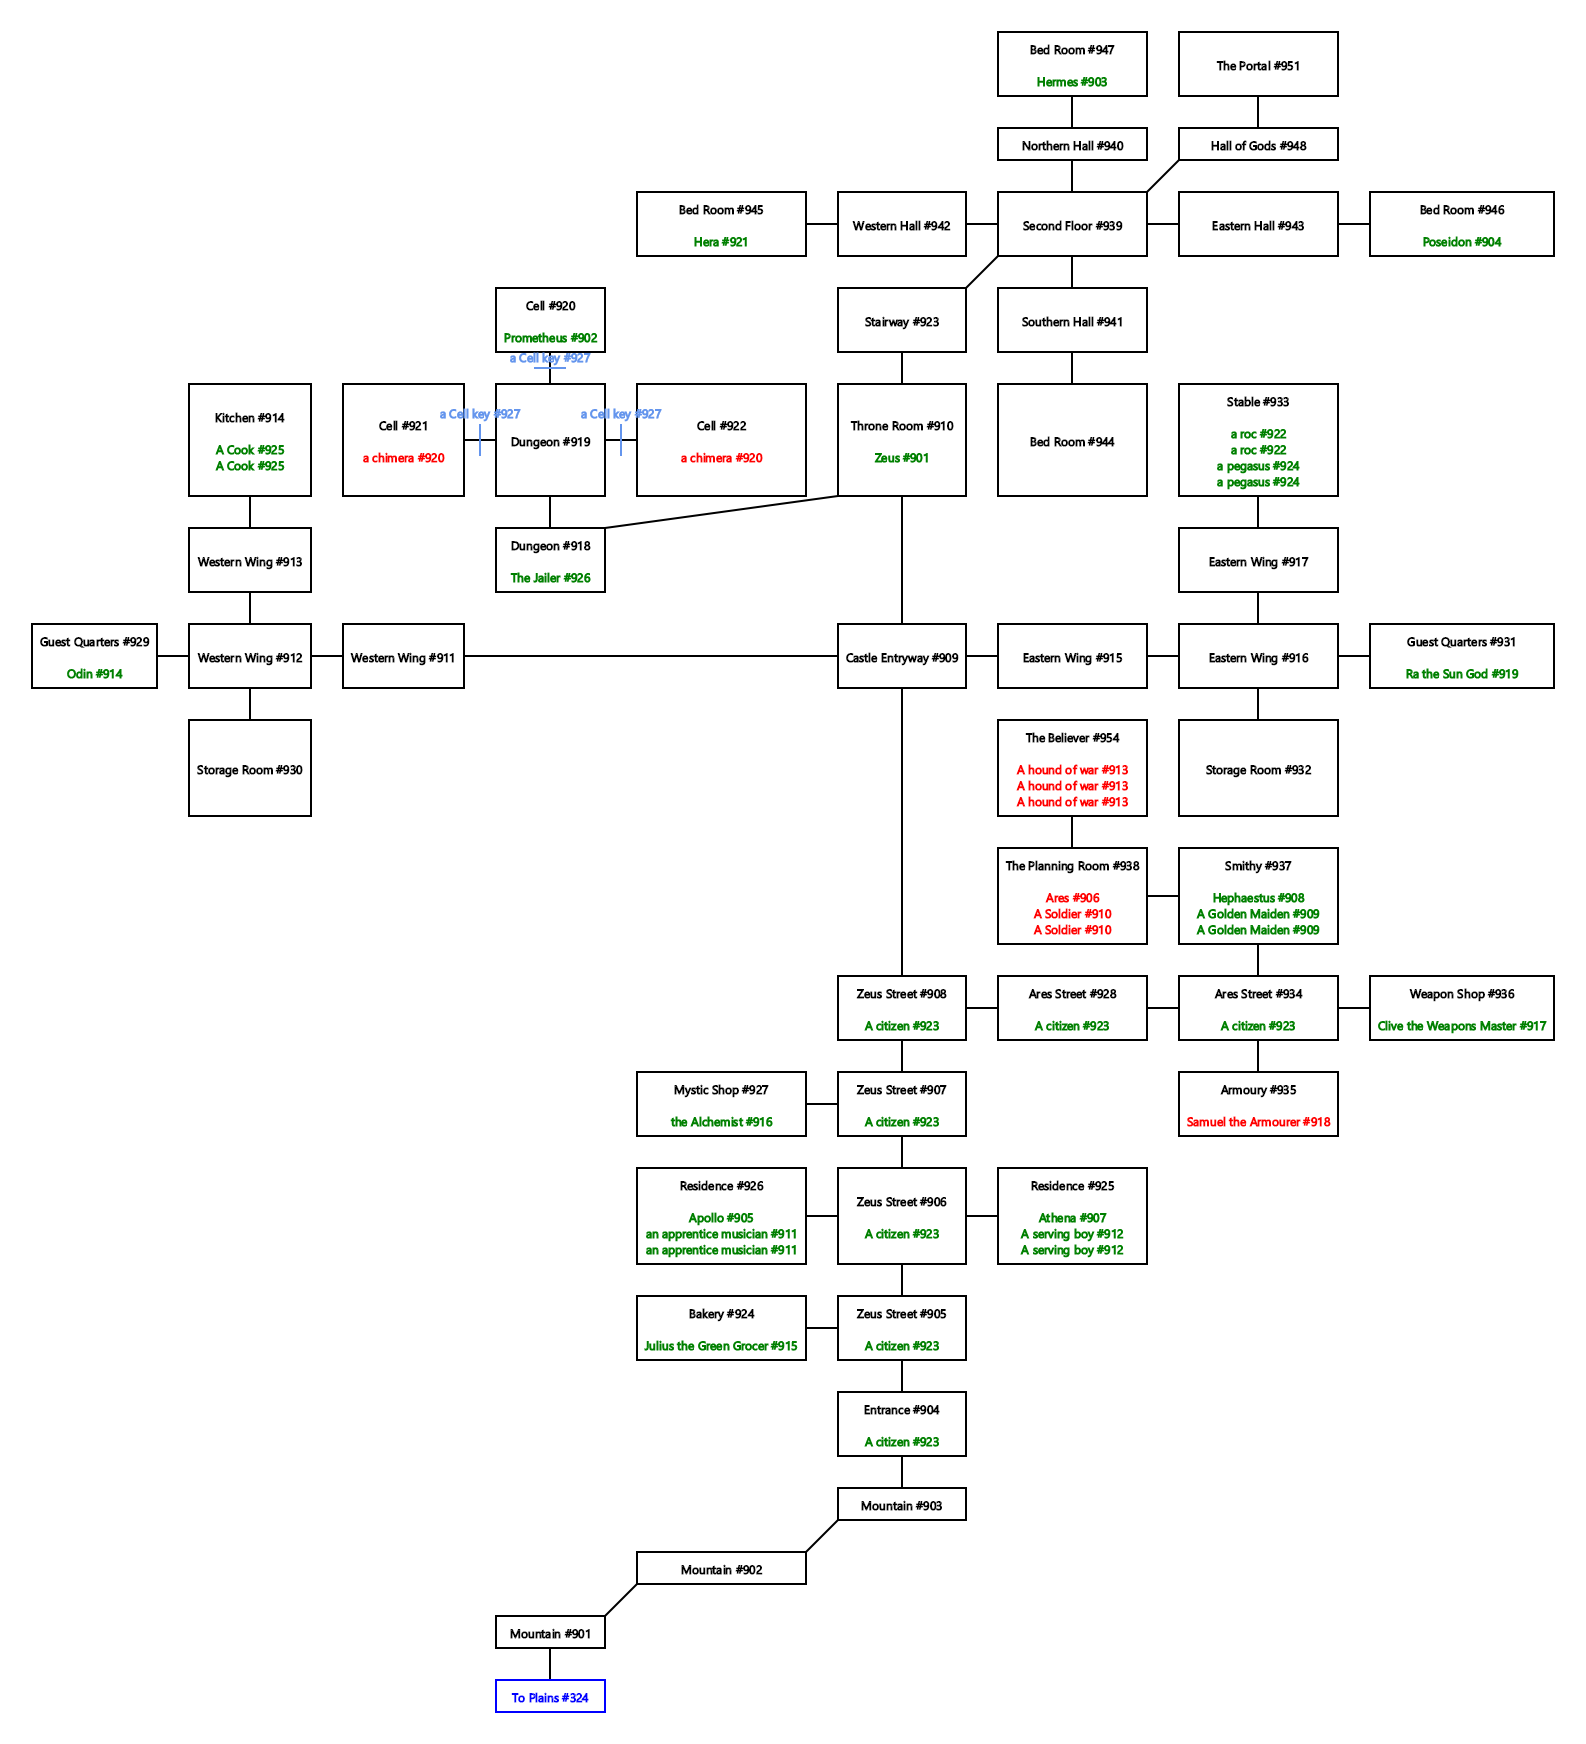 Bed Room #947
Hermes #903
The Portal #951
Northern Hall #940
Hall of Gods #948
Bed Room #945
Hera #921
Western Hall #942
Second Floor #939
Eastern Hall #943
Bed Room #946
Poseidon #904
Cell #920
Prometheus #902
a Cell key #927
Stairway #923
Southern Hall #941
Kitchen #914
A Cook #925
A Cook #925
Cell #921
a chimera #920
a Cell key #927
Dungeon #919
a Cell key #927
Cell #922
a chimera #920
Throne Room #910
Zeus #901
Bed Room #944
Stable #933
a roc #922
a roc #922
a pegasus #924
a pegasus #924
Western Wing #913
Dungeon #918
The Jailer #926
Eastern Wing #917
Guest Quarters #929
Odin #914
Western Wing #912
Western Wing #911
Castle Entryway #909
Eastern Wing #915
Eastern Wing #916
Guest Quarters #931
Ra the Sun God #919
Storage Room #930
The Believer #954
A hound of war #913
A hound of war #913
A hound of war #913
Storage Room #932
The Planning Room #938
Ares #906
A Soldier #910
A Soldier #910
Smithy #937
Hephaestus #908
A Golden Maiden #909
A Golden Maiden #909
Zeus Street #908
A citizen #923
Ares Street #928
A citizen #923
Ares Street #934
A citizen #923
Weapon Shop #936
Clive the Weapons Master #917
Mystic Shop #927
the Alchemist #916
Zeus Street #907
A citizen #923
Armoury #935
Samuel the Armourer #918
Residence #926
Apollo #905
an apprentice musician #911
an apprentice musician #911
Zeus Street #906
A citizen #923
Residence #925
Athena #907
A serving boy #912
A serving boy #912
Bakery #924
Julius the Green Grocer #915
Zeus Street #905
A citizen #923
Entrance #904
A citizen #923
Mountain #903
Mountain #902
Mountain #901
To Plains #324